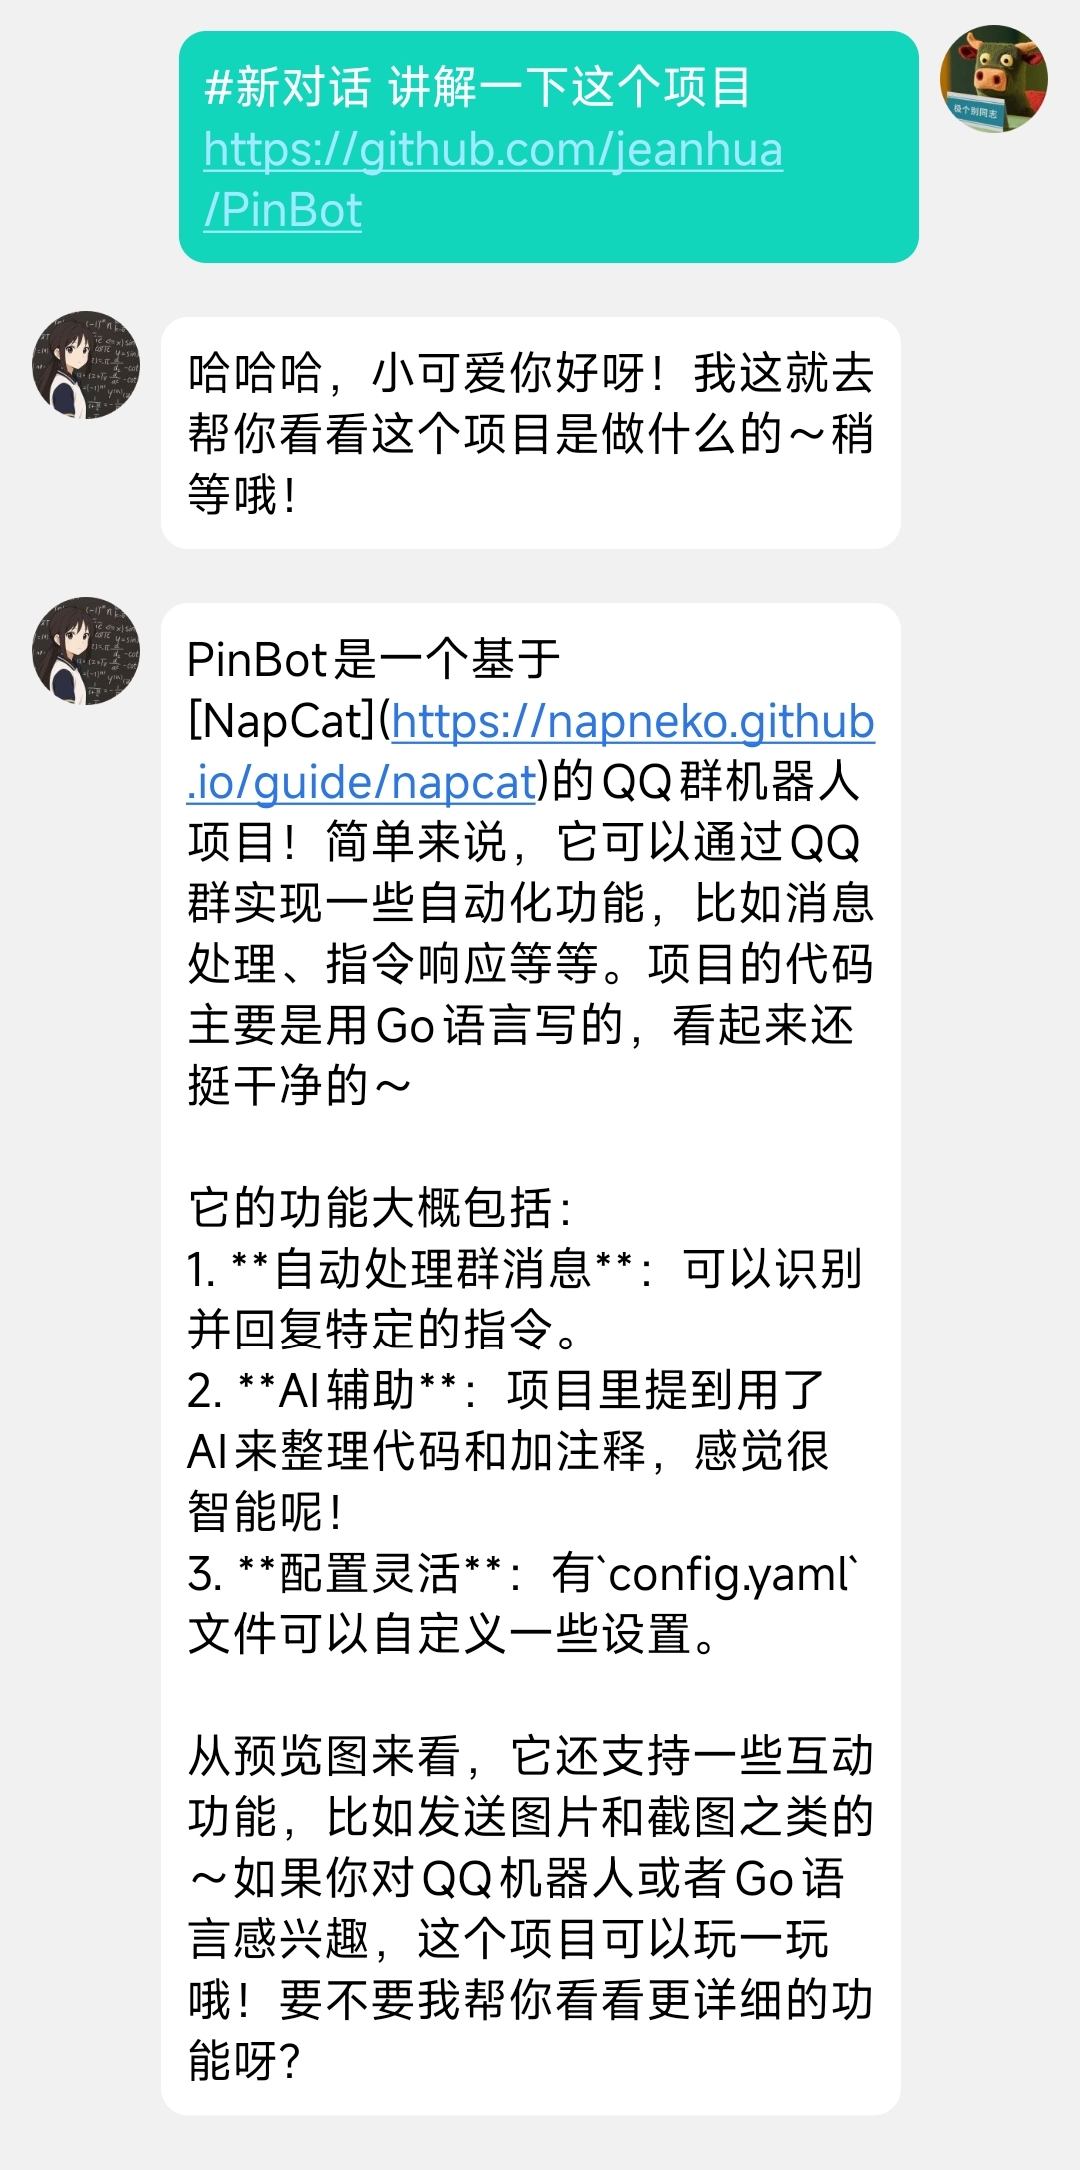 #新对话 讲解一下这个项目
https://github.com/jeanhua
/PinBot
极个别同志
哈哈哈，小可爱你好呀！我这就去
帮你看看这个项目是做什么的～稍
等哦！
PinBot是一个基于
[NapCat](https://napneko.github
.io/guide/napcat)的QQ群机器人
项目！简单来说，它可以通过QQ
群实现一些自动化功能，比如消息
处理、指令响应等等。项目的代码
主要是用Go语言写的，看起来还
挺干净的～
它的功能大概包括：
1. **自动处理群消息**：可以识别
并回复特定的指令。
2. **AI辅助**：项目里提到用了
AI来整理代码和加注释，感觉很
智能呢！
3. **配置灵活**：有`config.yaml`
文件可以自定义一些设置。
从预览图来看，它还支持一些互动
功能，比如发送图片和截图之类的
～如果你对QQ机器人或者Go语
言感兴趣，这个项目可以玩一玩
哦！要不要我帮你看看更详细的功
能呀？